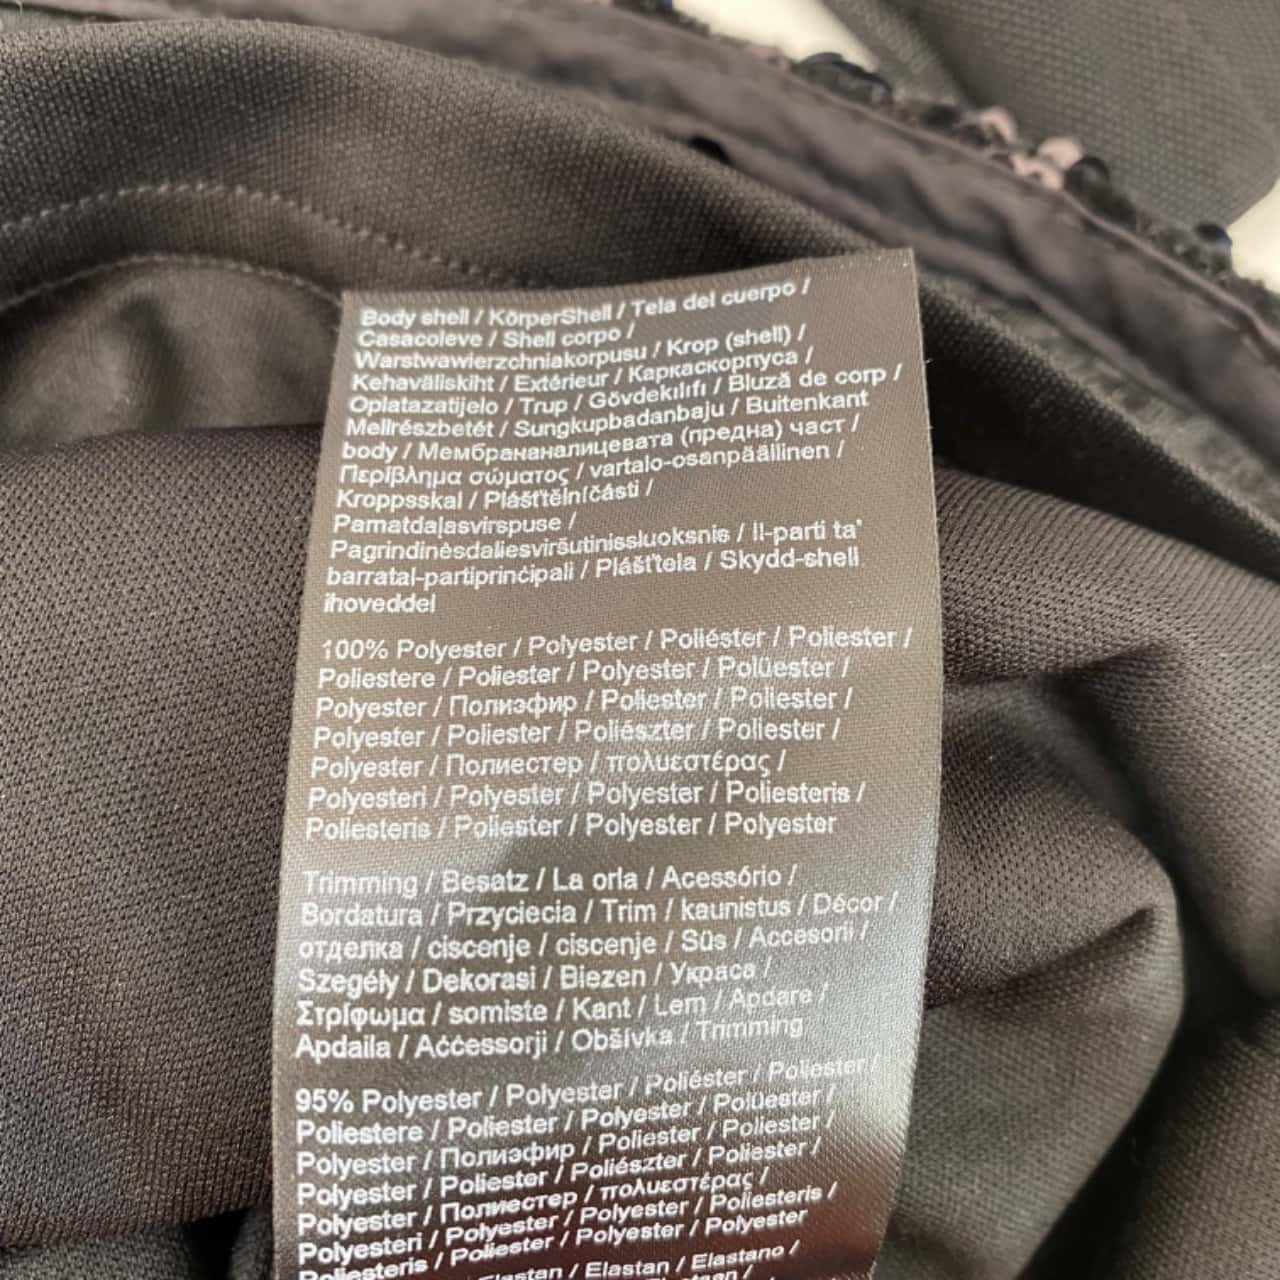 Body shell / KörperShell / Tela del cuerpo /
Casacoleve / Shell corpo /
Warstwawierzchniakorpusu / Krop (shell) /
Kehaväliskiht / Extérieur / Каркаскорпуса /
Oplatazatijelo / Trup / Gövdekılıfı / Bluză de corp /
Mellrészbetét / Sungkupbadanbaju / Buitenkant
body / Мембрананалицевата (предна) част /
Περίβλημα σώματος / vartalo-osanpäällinen /
Kroppsskal / Plášťtělníčásti /
Pamatdaļasvirspuse /
Pagrindinėsdaliesviršutinissluoksnis / Il-parti ta'
barratal-partiprinċipali / Plášťtela / Skydd-shell
ihoveddel
100% Polyester / Polyester / Poliéster / Poliester /
Poliestere / Poliester / Polyester / Polüester /
Polyester / Полиэфир / Poliester / Poliester /
Polyester / Poliester / Poliészter / Poliester /
Polyester / Полиестер / πολυεστέρας /
Polyesteri / Polyester / Polyester / Poliesteris /
Poliesteris / Poliester / Polyester / Polyester
Trimming / Besatz / La orla / Acessório /
Bordatura / Przyciecia / Trim / kaunistus / Décor /
отделка / ciscenje / ciscenje / Süs / Accesorii /
Szegély / Dekorasi / Biezen / Украса /
Στρίφωμα / somiste / Kant / Lem / Apdare /
Apdaila / Aċċessorji / Obšívka / Trimming
95% Polyester / Polyester / Poliéster / Poliester /
Poliestere / Poliester / Polyester / Polüester /
Polyester / Полиэфир / Poliester / Poliester /
Polyester / Poliester / Poliészter / Poliester /
Polyester / Полиестер / πολυεστέρας /
Polyesteri / Polyester / Polyester / Poliesteris /
Poliesteris / Poliester / Polyester / Polyester
/ Elastan / Elastano /